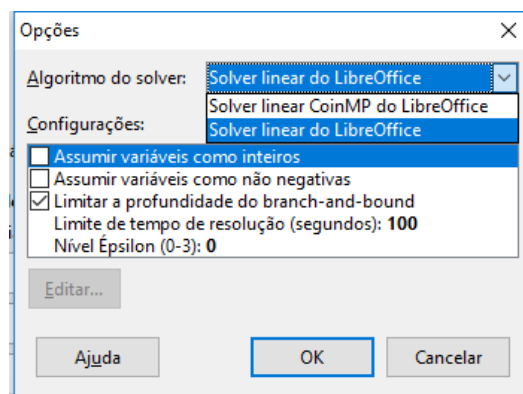 Opções
Algoritmo do solver: Solver linear do LibreOffice
Solver linear CoinMP do LibreOffice
Configurações: Solver linear do LibreOffice
Assumir variáveis como inteiros
Assumir variáveis como não negativas
Limitar a profundidade do branch-and-bound
Limite de tempo de resolução (segundos): 100
Nível Épsilon (0-3): 0
Editar...
Ajuda OK Cancelar